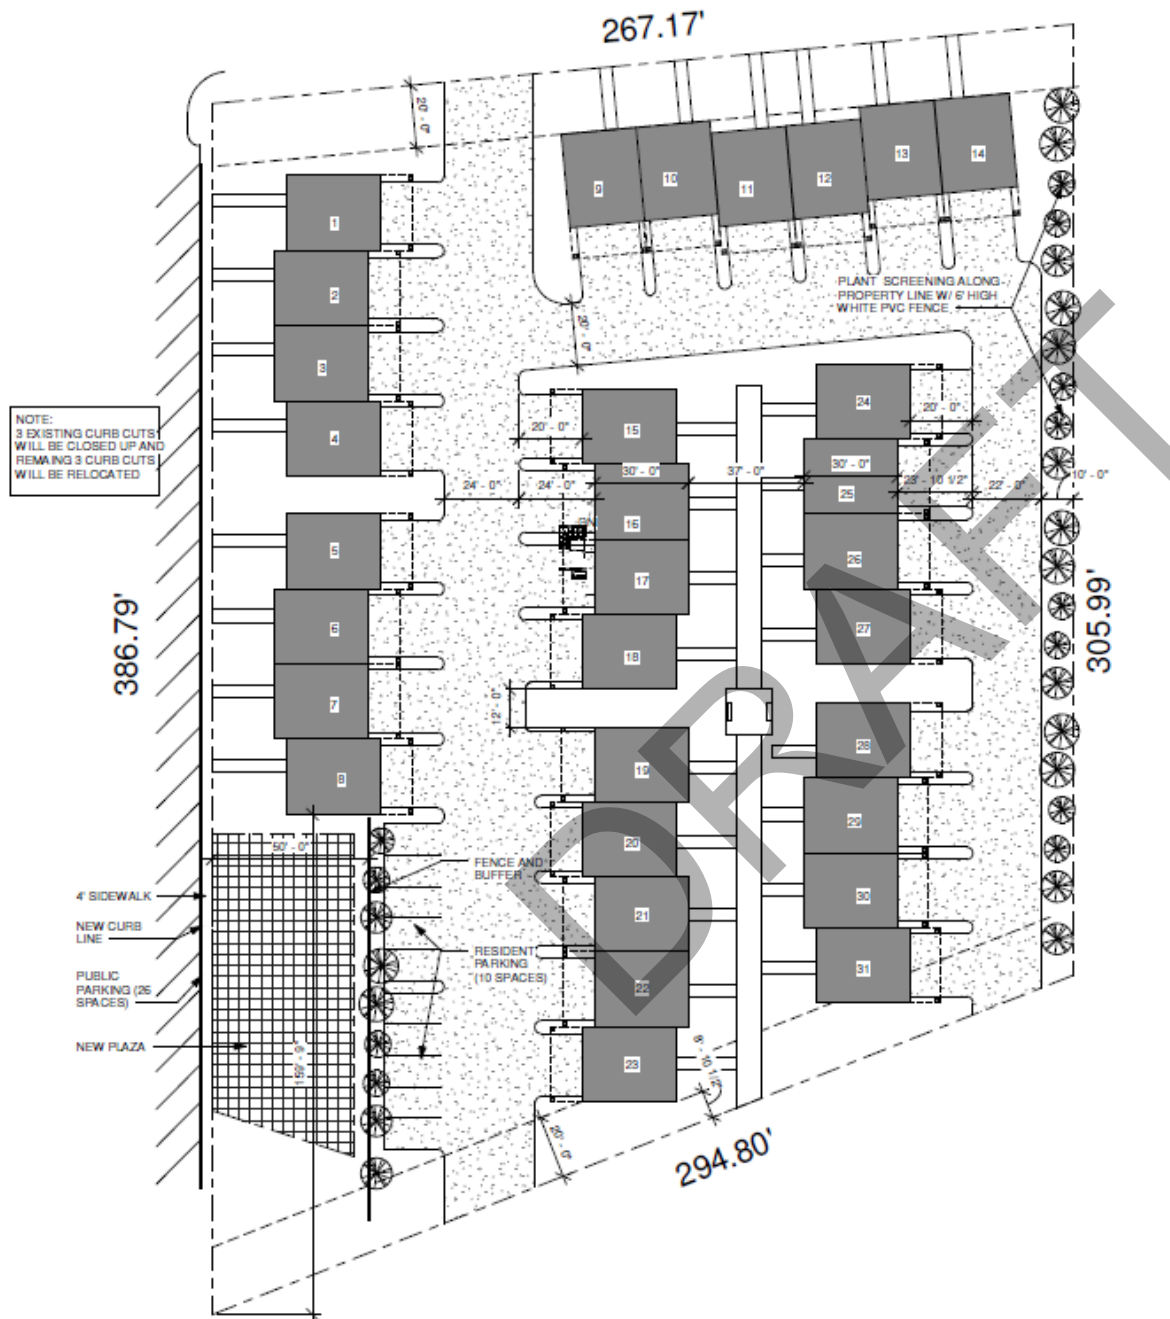 267.17'
20' - 0"
1
2
3
4
5
6
7
8
9
10
11
12
13
14
PLANT SCREENING ALONG
PROPERTY LINE W/ 6' HIGH
WHITE PVC FENCE
20' - 0"
NOTE:
3 EXISTING CURB CUTS
WILL BE CLOSED UP AND
REMAING 3 CURB CUTS
WILL BE RELOCATED
15
20' - 0"
24
20' - 0"
30' - 0"
37' - 0"
30' - 0"
23' - 10 1/2"
24' - 0"
24' - 0"
22' - 0"
10' - 0"
16
25
17
26
18
27
386.79'
305.99'
12' - 0"
19
28
20
29
21
30
22
31
23
50' - 0"
FENCE AND
BUFFER
4' SIDEWALK
NEW CURB
LINE
PUBLIC
PARKING (26
SPACES)
RESIDENT
PARKING
(10 SPACES)
NEW PLAZA
159' - 9"
8' - 10 1/2"
20' - 0"
294.80'
DRAFT